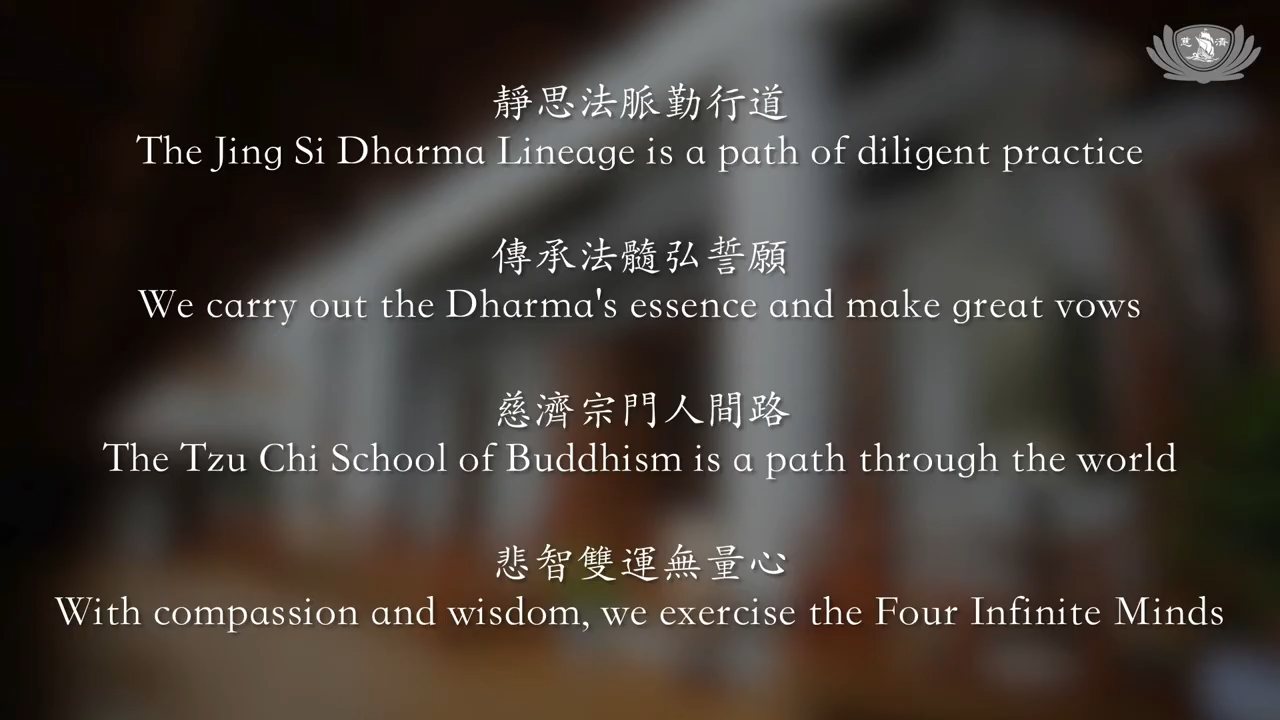 慈濟
靜思法脈勤行道
The Jing Si Dharma Lineage is a path of diligent practice
傳承法髓弘誓願
We carry out the Dharma's essence and make great vows
慈濟宗門人間路
The Tzu Chi School of Buddhism is a path through the world
悲智雙運無量心
With compassion and wisdom, we exercise the Four Infinite Minds